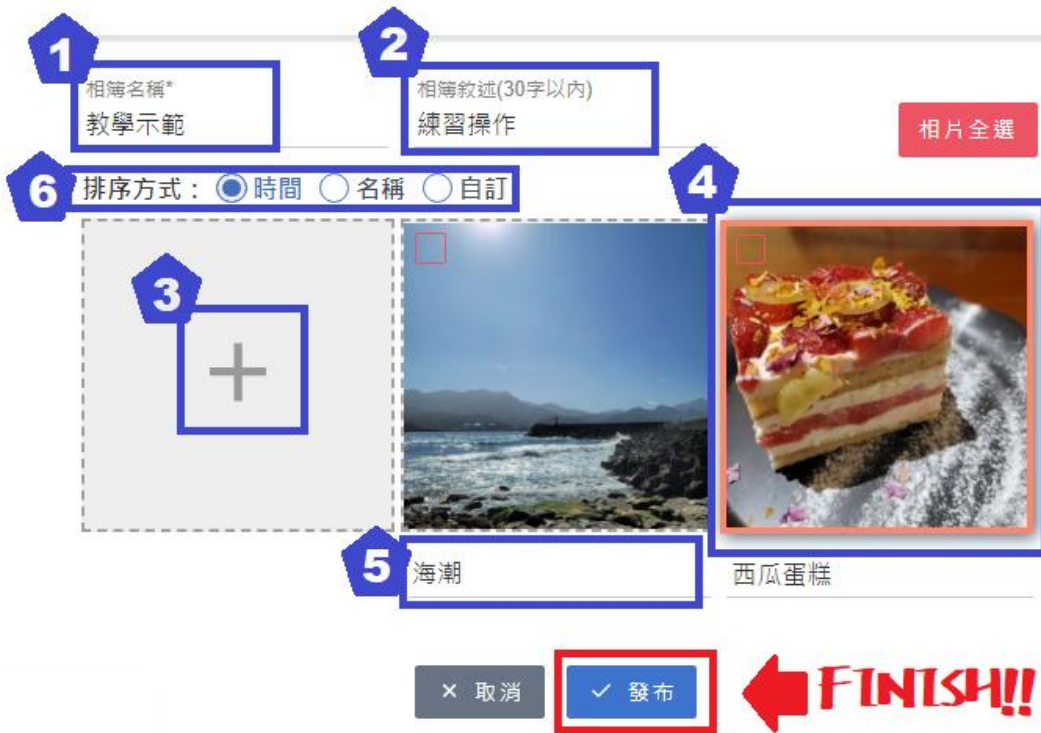 1
2
相簿名稱*
相簿敘述(30字以內)
教學示範
練習操作
相片全選
6
排序方式：時間 名稱 自訂
4
3
5
海潮
西瓜蛋糕
× 取消
✓ 發布
FINISH!!